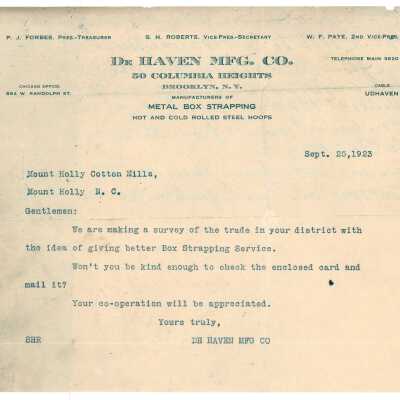 P. J. FORBES, PRES.-TREASURER
S. H. ROBERTS, VICE-PRES.-SECRETARY
W. F. PATE, 2ND VICE-PRES.
DE HAVEN MFG. CO.
50 COLUMBIA HEIGHTS
BROOKLYN, N.Y.
TELEPHONE MAIN
CHICAGO OFFICE
W. RANDOLPH ST.
CABLE
UDHAVEN
MANUFACTURERS OF
METAL BOX STRAPPING
HOT AND COLD ROLLED STEEL HOOPS
Sept. 25, 1923
Mount Holly Cotton Mills,
Mount Holly N. C.
Gentlemen:
We are making a survey of the trade in your district with
the idea of giving better Box Strapping Service.
Won't you be kind enough to check the enclosed card and
mail it?
Your co-operation will be appreciated.
Yours truly,
SHR
DE HAVEN MFG CO